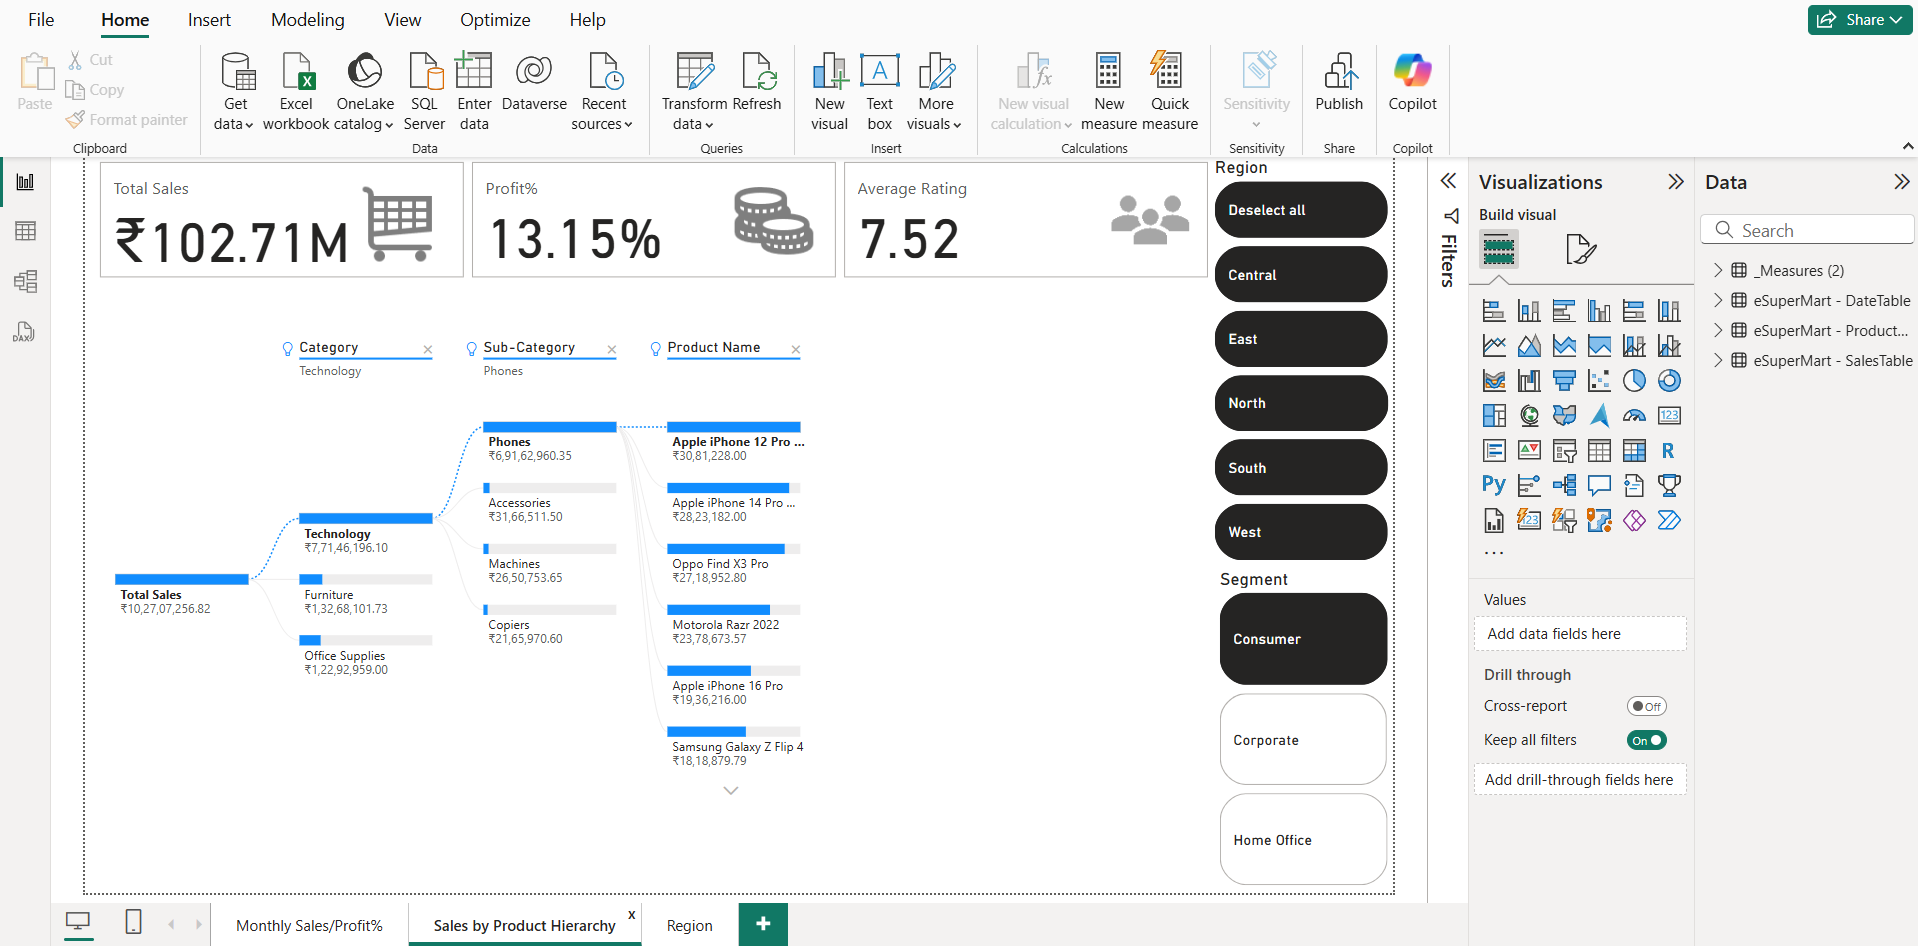 File
Home
Insert
Modeling
View
Optimize
Help
Share
Paste
Cut
Copy
Format painter
Clipboard
Get data
Excel workbook
OneLake catalog
SQL Server
Enter data
Dataverse
Recent sources
Data
Transform data
Refresh
Queries
New visual
Text box
More visuals
Insert
New visual calculation
New measure
Quick measure
Calculations
Sensitivity
Sensitivity
Publish
Share
Copilot
Copilot
Total Sales
₹102.71M
Profit%
13.15%
Average Rating
7.52
Category
Technology
Sub-Category
Phones
Product Name
Total Sales
₹10,27,07,256.82
Technology
₹7,71,46,196.10
Furniture
₹1,32,68,101.73
Office Supplies
₹1,22,92,959.00
Phones
₹6,91,62,960.35
Accessories
₹31,66,511.50
Machines
₹26,50,753.65
Copiers
₹21,65,970.60
Apple iPhone 12 Pro ...
₹30,81,228.00
Apple iPhone 14 Pro ...
₹28,23,182.00
Oppo Find X3 Pro
₹27,18,952.80
Motorola Razr 2022
₹23,78,673.57
Apple iPhone 16 Pro
₹19,36,216.00
Samsung Galaxy Z Flip 4
₹18,18,879.79
Region
Deselect all
Central
East
North
South
West
Segment
Consumer
Corporate
Home Office
Filters
Visualizations
Build visual
123
R
Py
123
...
Values
Add data fields here
Drill through
Cross-report
Off
Keep all filters
On
Add drill-through fields here
Data
Search
_Measures (2)
eSuperMart - DateTable
eSuperMart - Product...
eSuperMart - SalesTable
DAX
Monthly Sales/Profit%
Sales by Product Hierarchy
x
Region
+